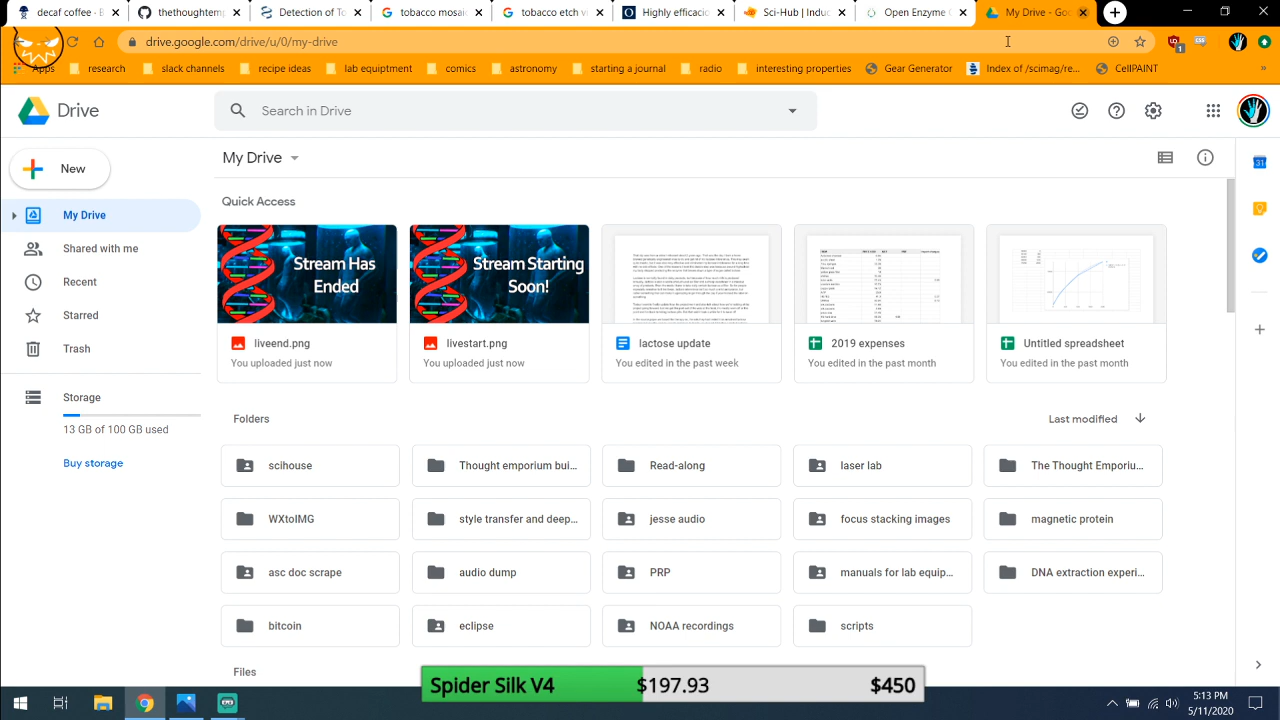 decaf coffee - B
thethoughtemp
Detection of To
tobacco mosaic
tobacco etch vi
Highly efficacio
Sci-Hub | Induc
Open Enzyme C
My Drive - Goo
drive.google.com/drive/u/0/my-drive
1
Apps
research
slack channels
recipe ideas
lab equiptment
comics
astronomy
starting a journal
radio
interesting properties
Gear Generator
Index of /scimag/re...
CellPAINT
»
Drive
Search in Drive
New
My Drive
31
My Drive
Shared with me
Recent
Starred
Trash
Storage
13 GB of 100 GB used
Buy storage
Quick Access
Stream Has
Ended
Stream Starting
Soon!
liveend.png
You uploaded just now
livestart.png
You uploaded just now
lactose update
You edited in the past week
2019 expenses
You edited in the past month
Untitled spreadsheet
You edited in the past month
Folders
Last modified
scihouse
Thought emporium bui...
Read-along
laser lab
The Thought Emporiu...
WXtoIMG
style transfer and deep...
jesse audio
focus stacking images
magnetic protein
asc doc scrape
audio dump
PRP
manuals for lab equip...
DNA extraction experi...
bitcoin
eclipse
NOAA recordings
scripts
Files
Spider Silk V4
$197.93
$450
5:13 PM
5/11/2020